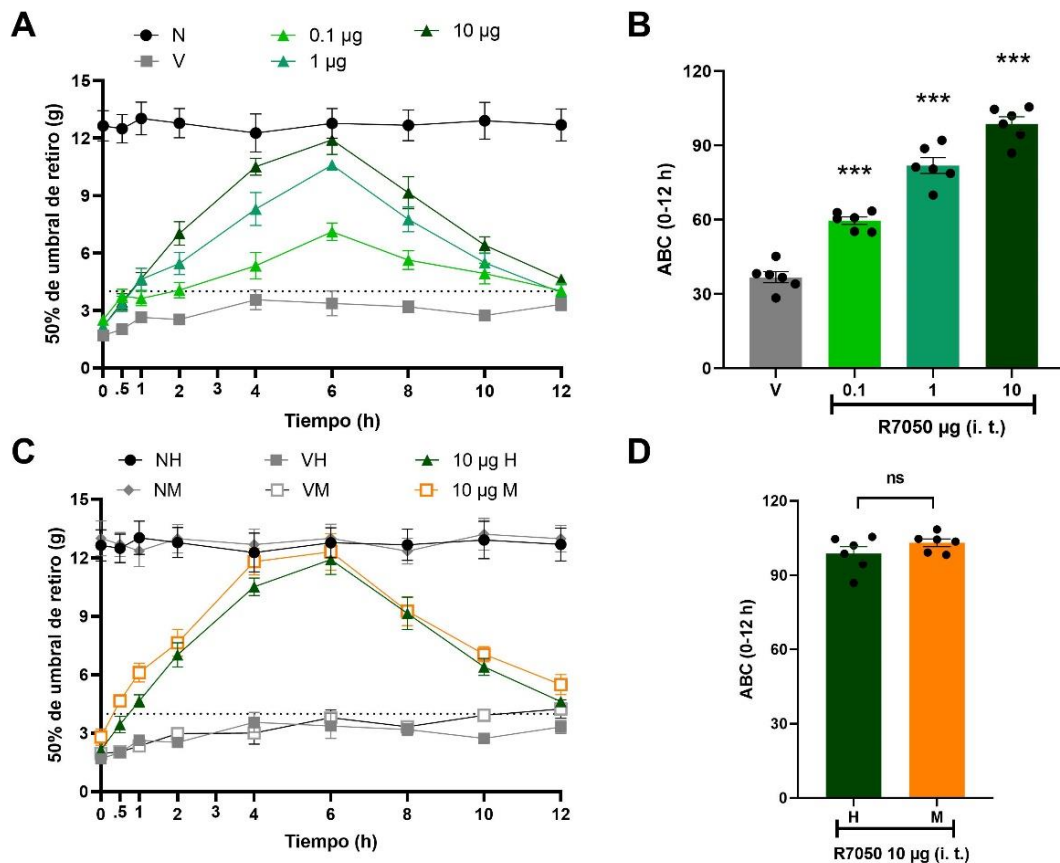 A
N
0.1 µg
10 µg
V
1 µg
50% de umbral de retiro (g)
15
12
9
6
3
0
0 .5 1 2 3 4 6 8 10 12
Tiempo (h)
B
ABC (0-12 h)
120
90
60
30
0
***
***
***
V 0.1 1 10
R7050 µg (i. t.)
C
NH VH 10 µg H
NM VM 10 µg M
50% de umbral de retiro (g)
15
12
9
6
3
0
0 .5 1 2 3 4 6 8 10 12
Tiempo (h)
D
ABC (0-12 h)
120
90
60
30
0
ns
H M
R7050 10 µg (i. t.)